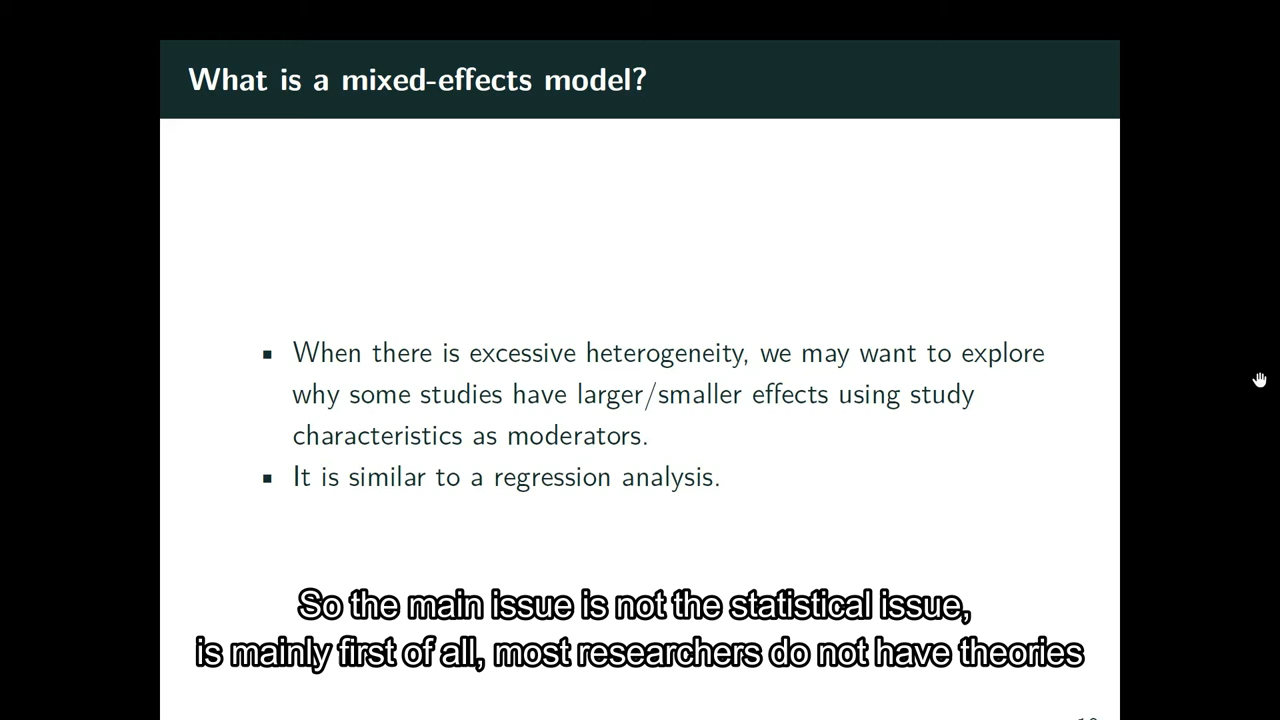 What is a mixed-effects model?
▪ When there is excessive heterogeneity, we may want to explore
why some studies have larger/smaller effects using study
characteristics as moderators.
▪ It is similar to a regression analysis.
So the main issue is not the statistical issue,
is mainly first of all, most researchers do not have theories